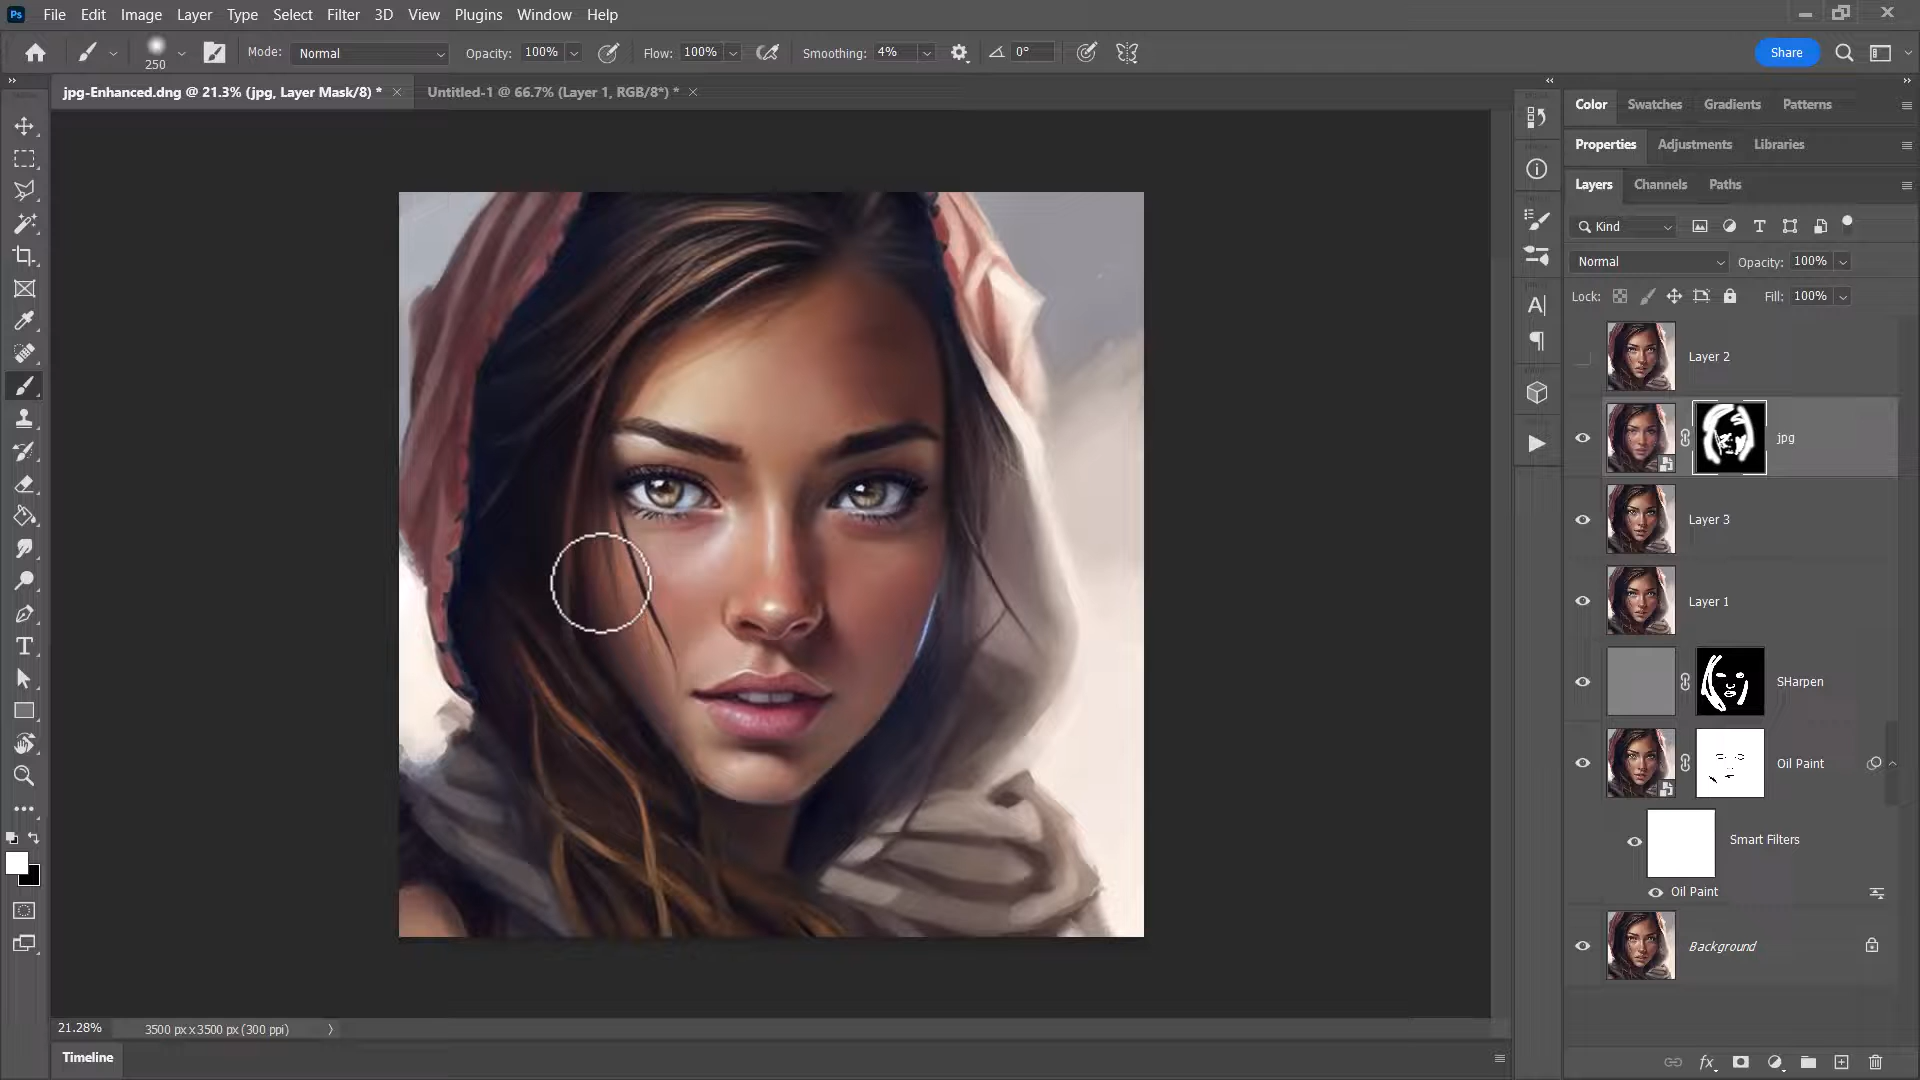 Ps File Edit Image Layer Type Select Filter 3D View Plugins Window Help
250 Mode: Normal Opacity: 100% Flow: 100% Smoothing: 4% 0° Share
jpg-Enhanced.dng @ 21.3% (jpg, Layer Mask/8) * Untitled-1 @ 66.7% (Layer 1, RGB/8*) *
Color Swatches Gradients Patterns
Properties Adjustments Libraries
Layers Channels Paths
Kind
Normal Opacity: 100%
Lock: Fill: 100%
Layer 2
jpg
Layer 3
Layer 1
SHarpen
Oil Paint
Smart Filters
Oil Paint
Background
21.28% 3500 px x 3500 px (300 ppi)
Timeline